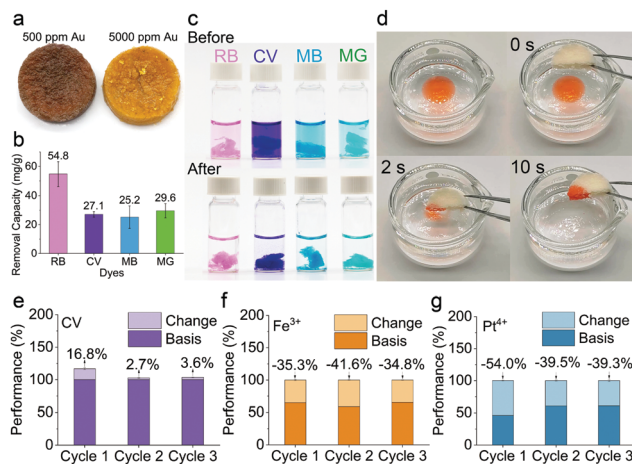 a
500 ppm Au 5000 ppm Au
b
Removal Capacity (mg/g)
80
60
40
20
0
54.8
27.1
25.2
29.6
RB CV MB MG
Dyes
c
Before
RB CV MB MG
After
d
0 s
2 s
10 s
e
CV
Change
Basis
Performance (%)
200
150
100
50
0
16.8%
2.7%
3.6%
Cycle 1 Cycle 2 Cycle 3
f
Fe³⁺
Change
Basis
Performance (%)
200
150
100
50
0
-35.3%
-41.6%
-34.8%
Cycle 1 Cycle 2 Cycle 3
g
Pt⁴⁺
Change
Basis
Performance (%)
200
150
100
50
0
-54.0%
-39.5%
-39.3%
Cycle 1 Cycle 2 Cycle 3